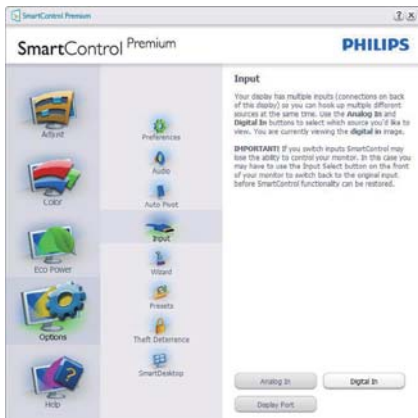 SmartControl Premium
SmartControl Premium
PHILIPS
Adjust
Color
Eco Power
Options
Help
Preferences
Audio
Auto Pivot
Input
Wizard
Presets
Theft Deterrence
SmartDesktop
Input
Your display has multiple inputs (connections on back
of this display) so you can hook up multiple different
sources at the same time. Use the Analog In and
Digital In buttons to select which source you'd like to
view. You are currently viewing the digital in image.
IMPORTANT! If you switch inputs SmartControl may
lose the ability to control your monitor. In this case you
may have to use the Input Select button on the front
of your monitor to switch back to the original input
before SmartControl functionality can be restored.
Analog In
Digital In
Display Port